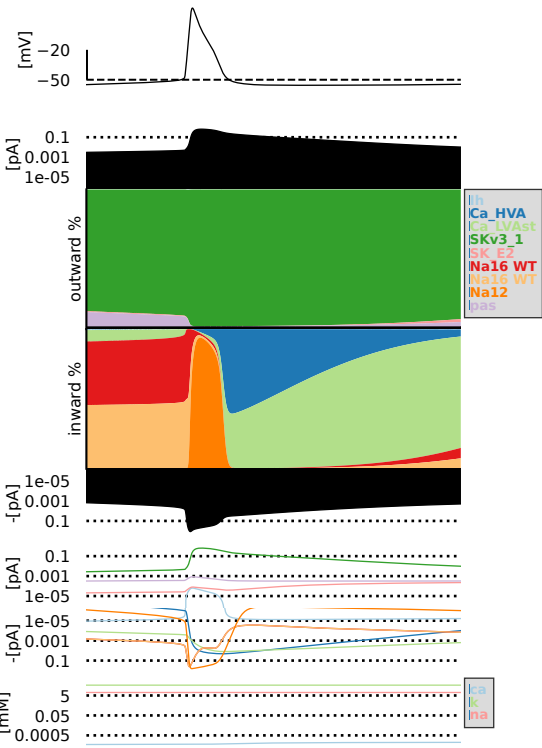 [mV]
−20
−50
[pA]
0.1
0.001
1e-05
outward %
Ih
Ca_HVA
Ca_LVAst
SKv3_1
SK_E2
Na16 WT
Na16 WT
Na12
pas
inward %
-[pA]
1e-05
0.001
0.1
[pA]
0.1
0.001
1e-05
-[pA]
1e-05
0.001
0.1
[mM]
5
0.05
0.0005
ca
k
na